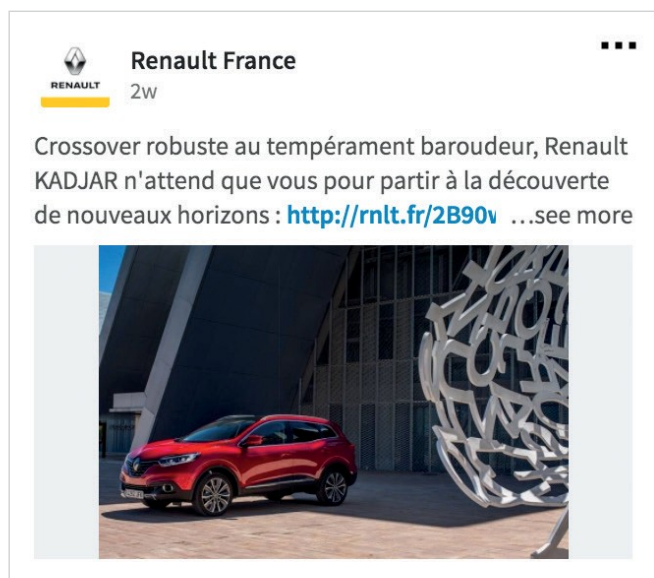 Renault France
RENAULT
2w
Crossover robuste au tempérament baroudeur, Renault
KADJAR n'attend que vous pour partir à la découverte
de nouveaux horizons : http://rnlt.fr/2B90 …see more